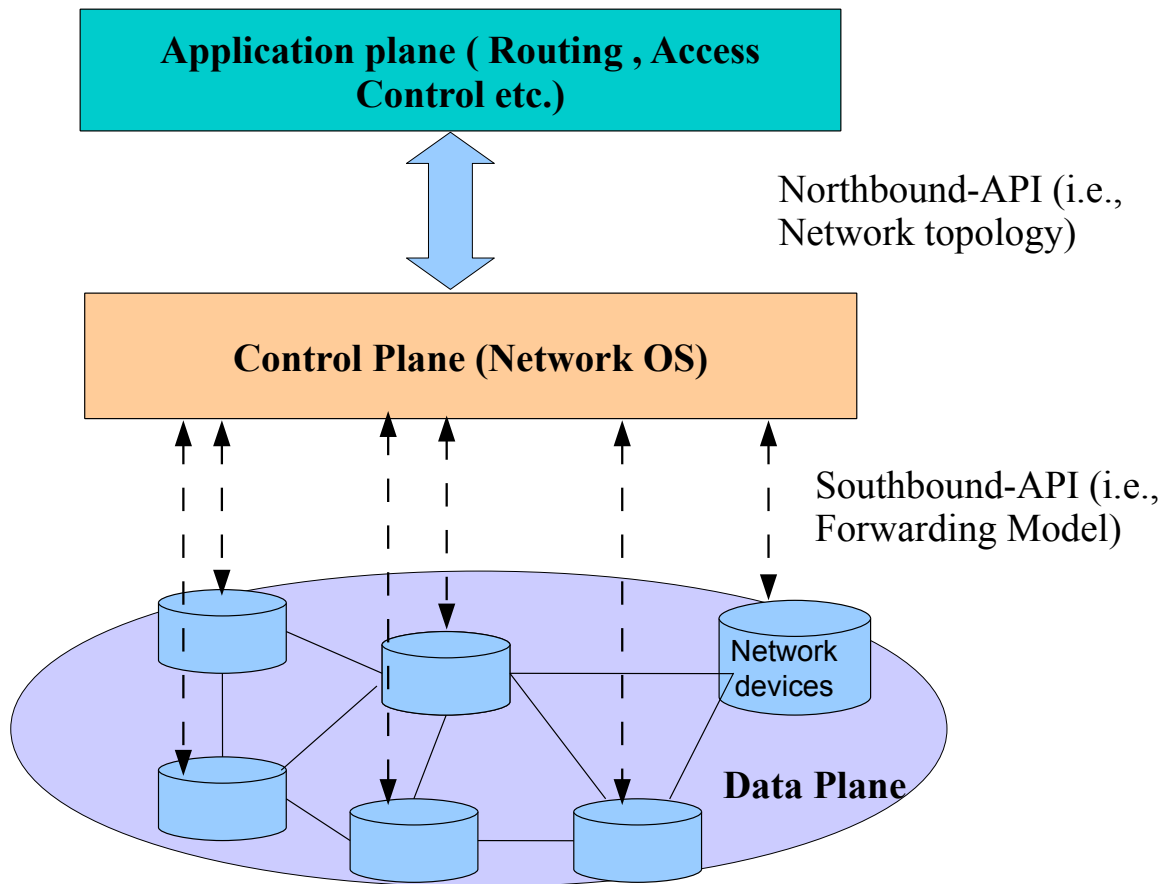 Application plane ( Routing , Access
Control etc.)
Northbound-API (i.e.,
Network topology)
Control Plane (Network OS)
Southbound-API (i.e.,
Forwarding Model)
Network
devices
Data Plane